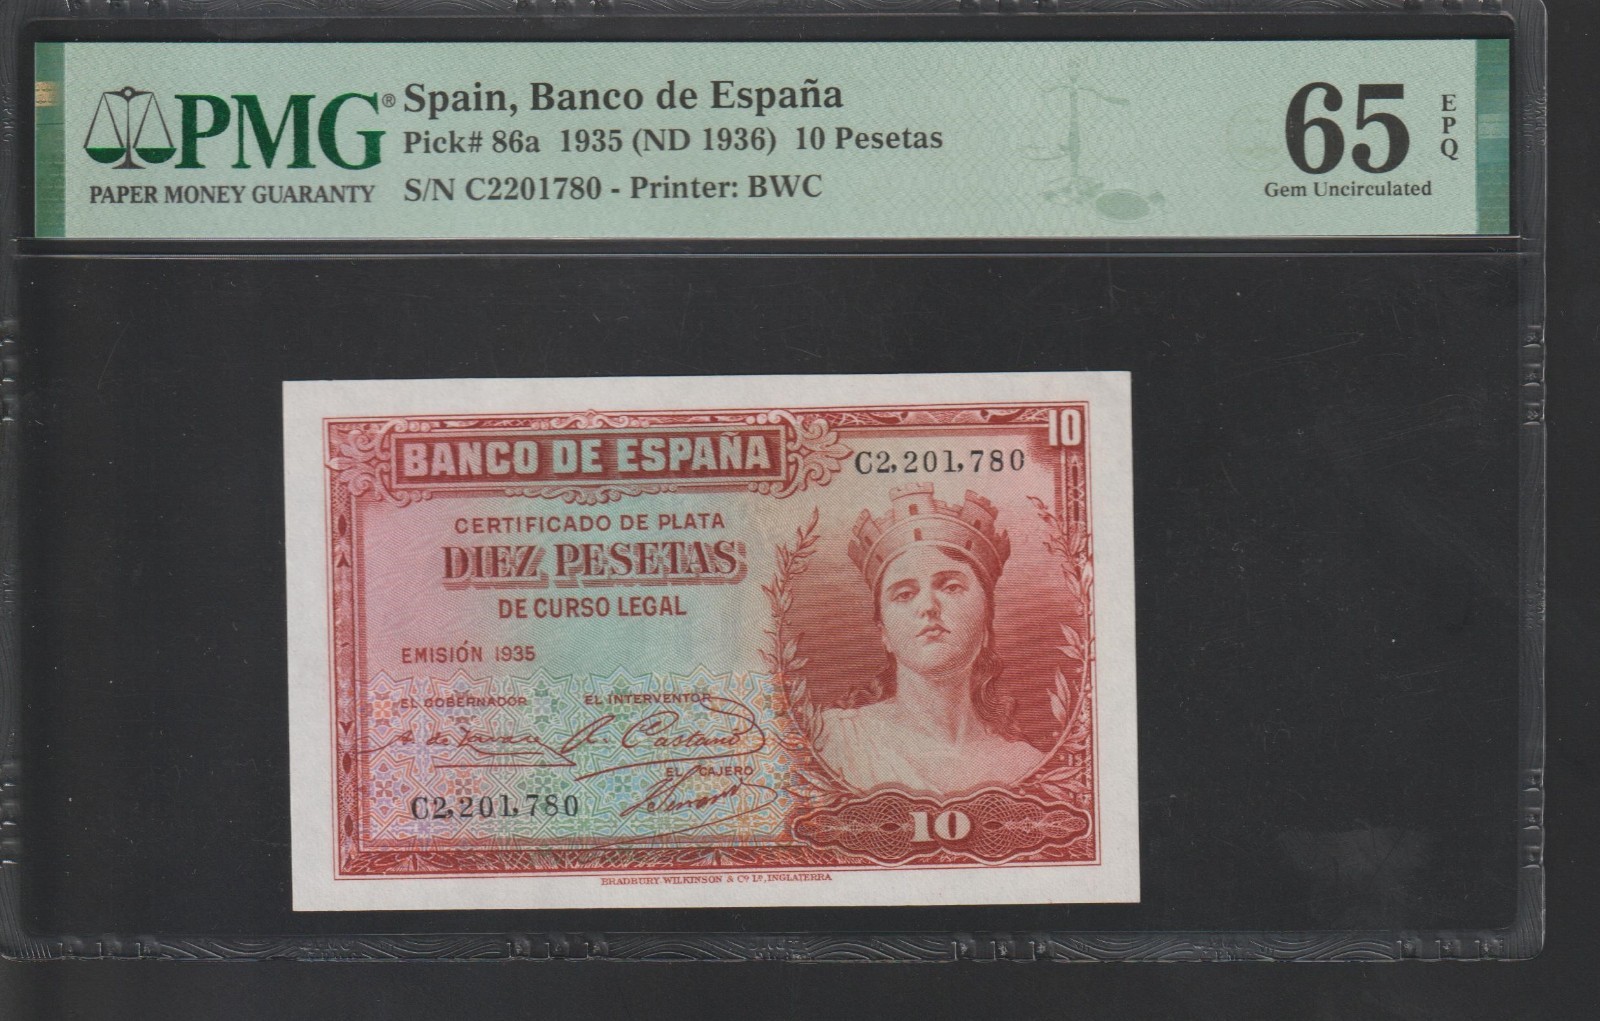 PMG®
PAPER MONEY GUARANTY
Spain, Banco de España
Pick# 86a 1935 (ND 1936) 10 Pesetas
S/N C2201780 - Printer: BWC
65
EPQ
Gem Uncirculated
10
BANCO DE ESPAÑA
C2,201,780
CERTIFICADO DE PLATA
DIEZ PESETAS
DE CURSO LEGAL
EMISIÓN 1935
EL GOBERNADOR
EL INTERVENTOR
EL CAJERO
C2,201,780
10
BRADBURY, WILKINSON & Cº Lº, INGLATERRA